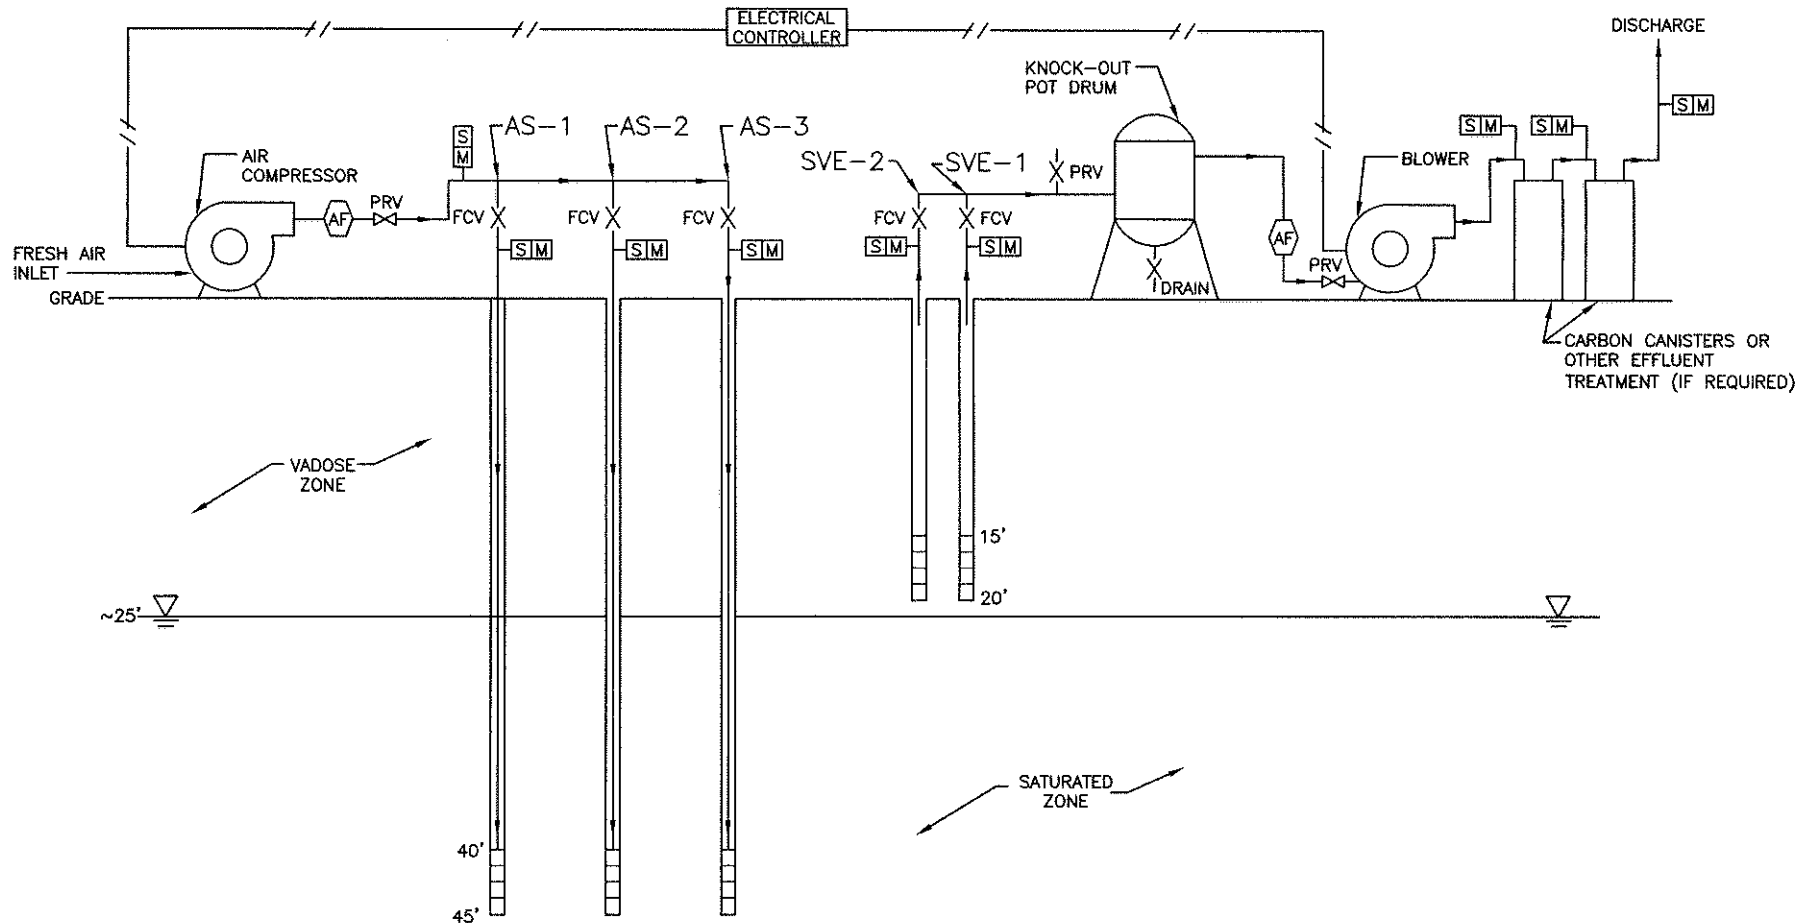 ELECTRICAL
CONTROLLER
DISCHARGE
KNOCK-OUT
POT DRUM
S M
S M
S M
S
M
AS-1
AS-2
AS-3
SVE-2
SVE-1
PRV
BLOWER
AIR
COMPRESSOR
AF
PRV
FCV
FCV
FCV
FCV
FCV
S M
S M
S M
S M
S M
AF
PRV
FRESH AIR
INLET
GRADE
DRAIN
CARBON CANISTERS OR
OTHER EFFLUENT
TREATMENT (IF REQUIRED)
VADOSE
ZONE
15'
20'
~25'
SATURATED
ZONE
40'
45'